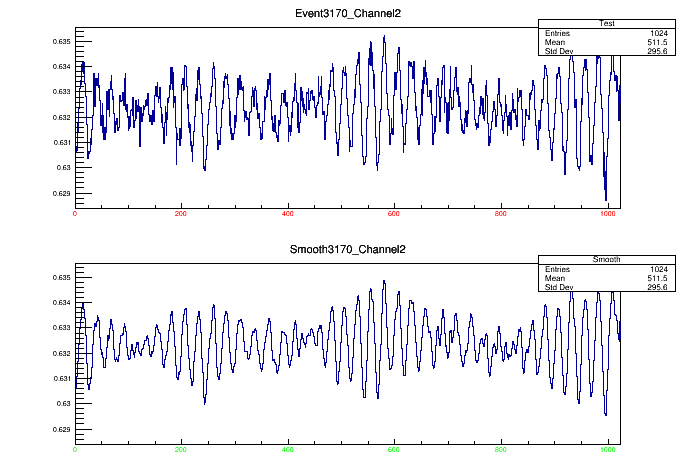 Event3170_Channel2
Test
Entries 1024
Mean 511.5
Std Dev 295.6
0.635
0.634
0.633
0.632
0.631
0.63
0.629
0 200 400 600 800 1000
Smooth3170_Channel2
Smooth
Entries 1024
Mean 511.5
Std Dev 295.6
0.635
0.634
0.633
0.632
0.631
0.63
0.629
0 200 400 600 800 1000